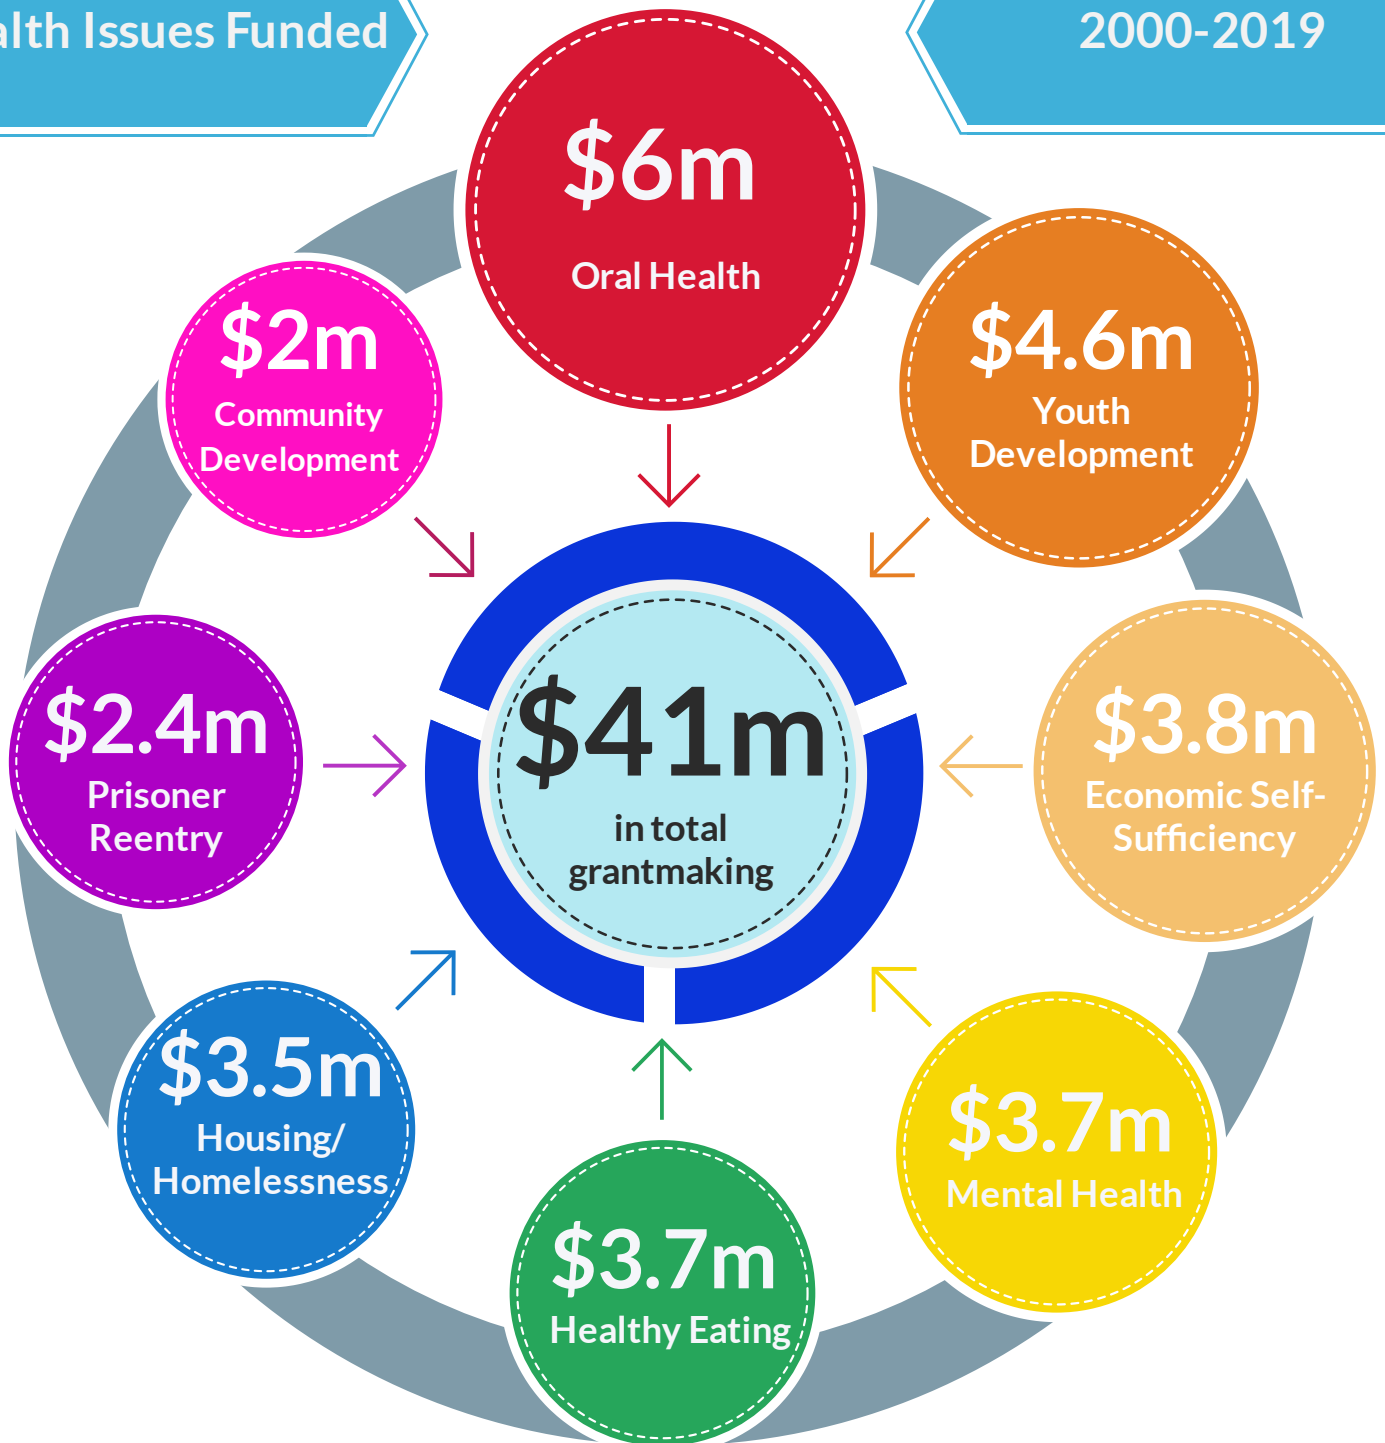 alth Issues Funded
2000-2019
$6m
Oral Health
$2m
Community
Development
$4.6m
Youth
Development
$2.4m
Prisoner
Reentry
$41m
in total
grantmaking
$3.8m
Economic Self-
Sufficiency
$3.5m
Housing/
Homelessness
$3.7m
Mental Health
$3.7m
Healthy Eating